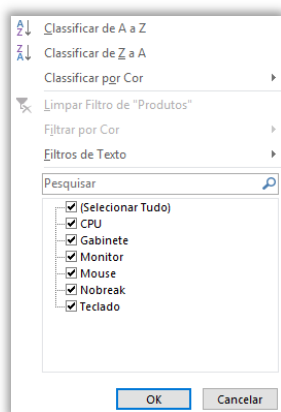 Classificar de A a Z
Classificar de Z a A
Classificar por Cor
Limpar Filtro de "Produtos"
Filtrar por Cor
Filtros de Texto
Pesquisar
(Selecionar Tudo)
CPU
Gabinete
Monitor
Mouse
Nobreak
Teclado
OK Cancelar